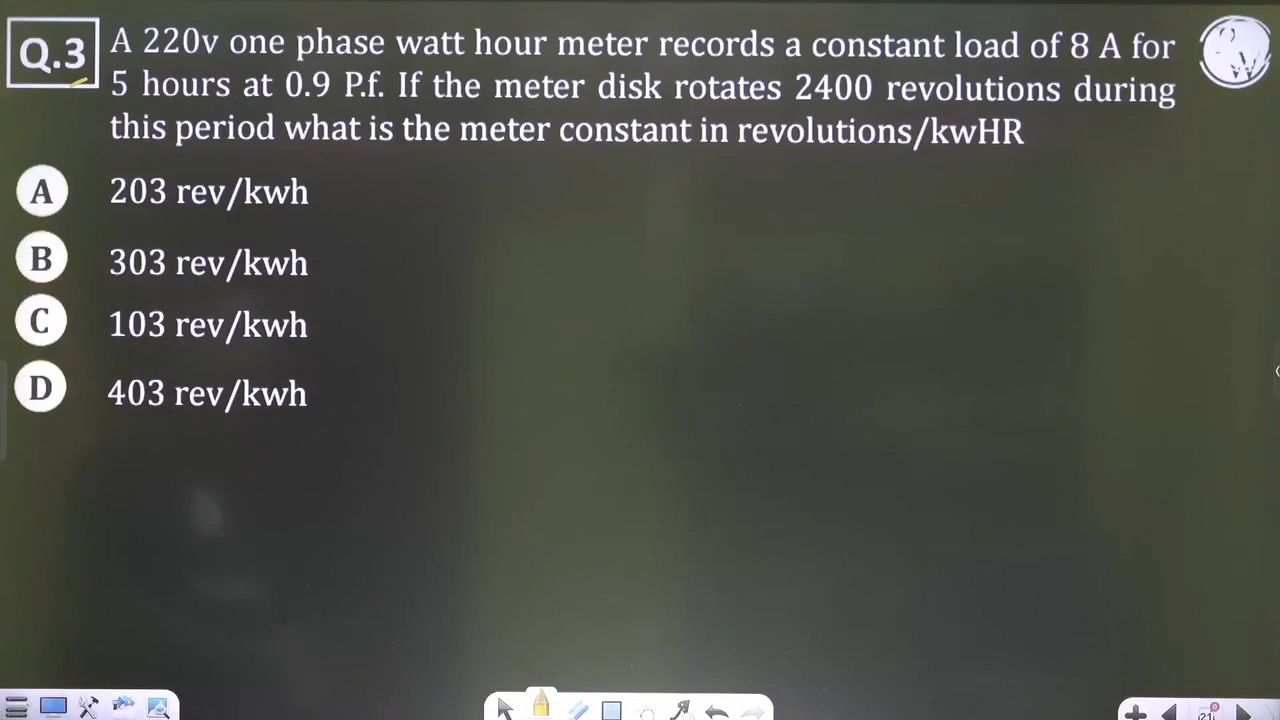 Q.3
A 220v one phase watt hour meter records a constant load of 8 A for
5 hours at 0.9 P.f. If the meter disk rotates 2400 revolutions during
this period what is the meter constant in revolutions/kwHR
A 203 rev/kwh
B 303 rev/kwh
C 103 rev/kwh
D 403 rev/kwh